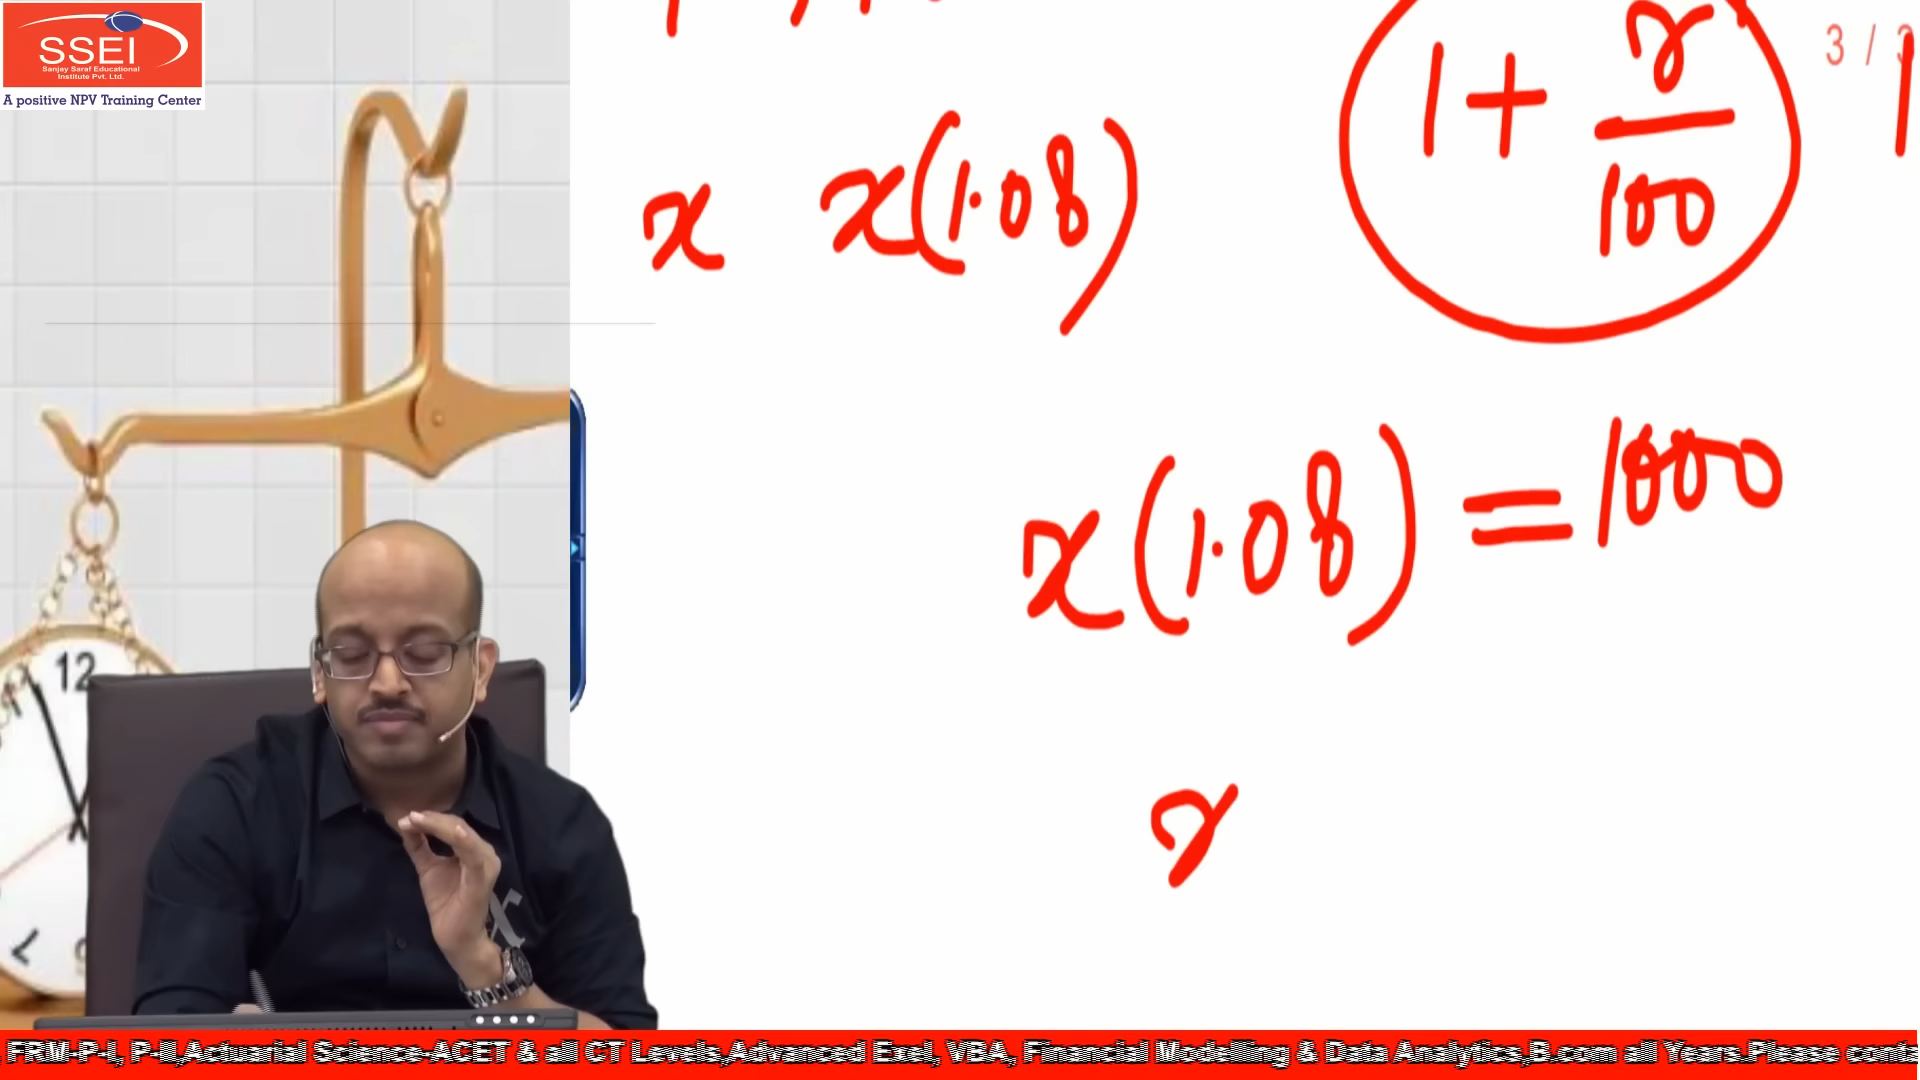 SSEI
Sanjay Saraf Educational
Institute Pvt. Ltd.
A positive NPV Training Center
3 /
1 + r/100
x x(1.08)
x(1.08) = 1000
x
12
FRM-P-I, P-II,Actuarial Science-ACET & all CT Levels,Advanced Exel, VBA, Financial Modelling & Data Analytics,B.com all Years.Please